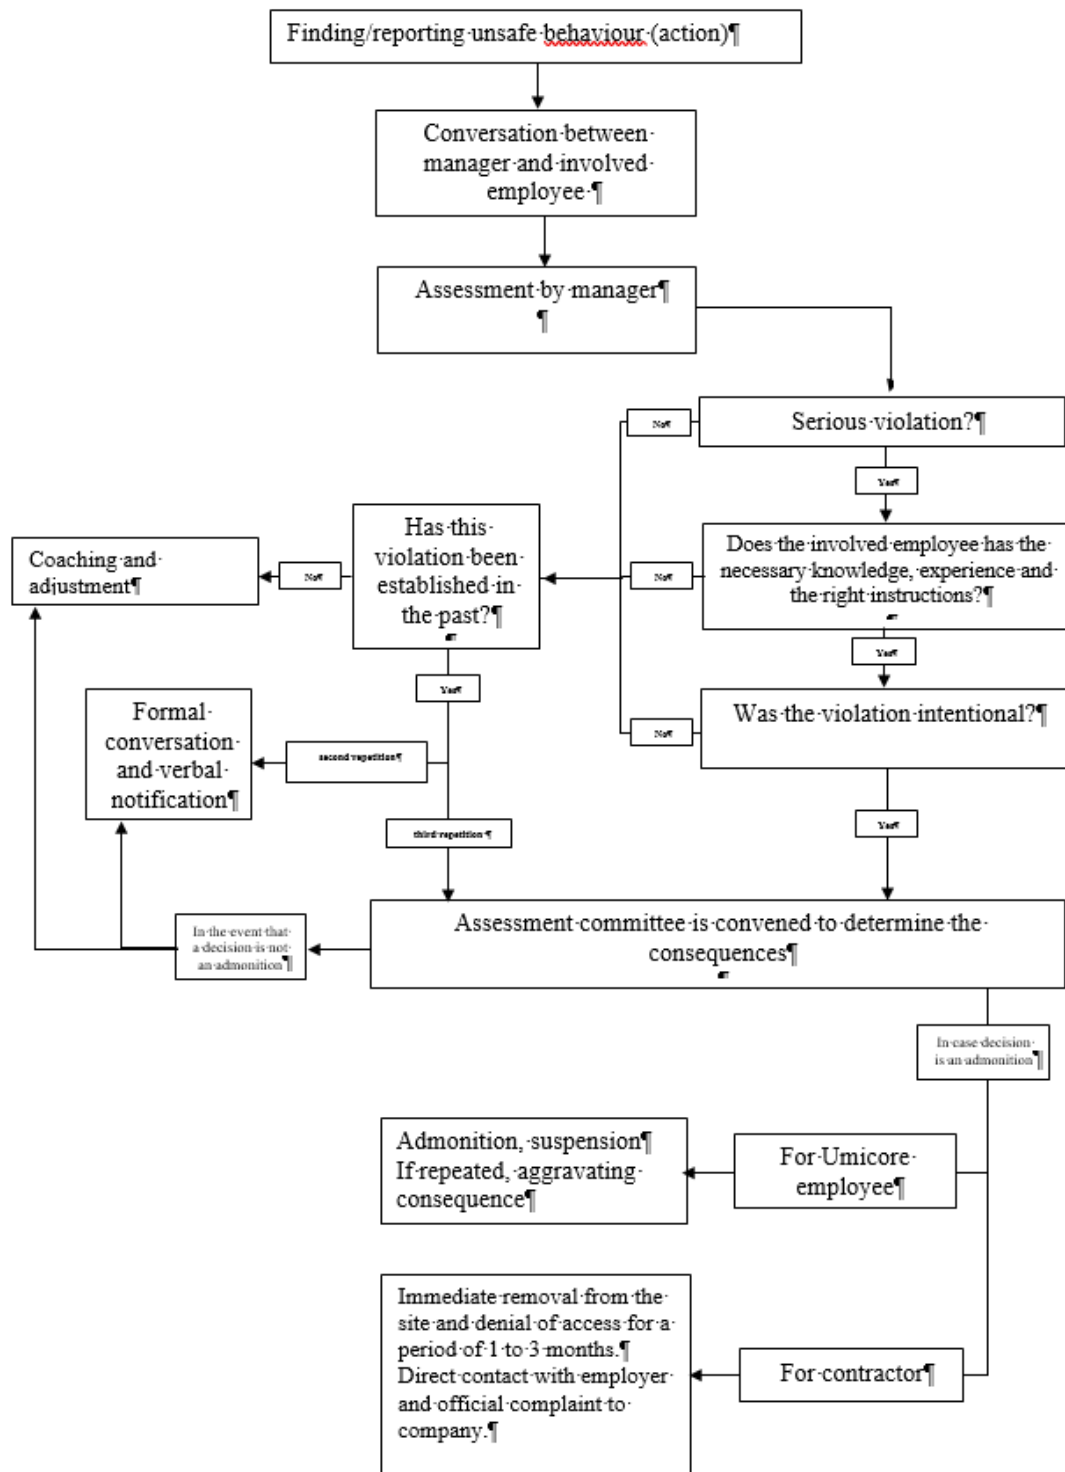 Finding/reporting unsafe behaviour (action)¶
Conversation between
manager and involved
employee ¶
Assessment by manager¶
¶
Serious violation?¶
No¶
Yes¶
Has this
violation been
established in
the past?¶
¶
Does the involved employee has the
necessary knowledge, experience and
the right instructions?¶
¶
Coaching and
adjustment¶
No¶
No¶
Yes¶
Yes¶
Formal
conversation
and verbal
notification¶
Was the violation intentional?¶
No¶
second repetition¶
third repetition ¶
Yes¶
Assessment committee is convened to determine the
consequences¶
¶
In the event that
a decision is not
an admonition¶
In case decision
is an admonition¶
Admonition, suspension¶
If repeated, aggravating
consequence¶
For Umicore
employee¶
Immediate removal from the
site and denial of access for a
period of 1 to 3 months.¶
Direct contact with employer
and official complaint to
company.¶
For contractor¶